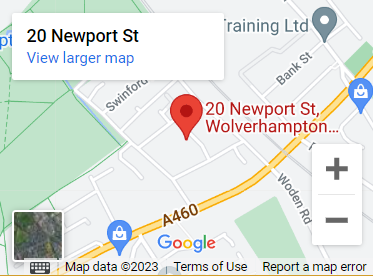 20 Newport St
View larger map
Training Ltd
Bank St
Swinford
20 Newport St,
Wolverhampton...
Woden Rd
A460
Google
Map data ©2023
Terms of Use
Report a map error